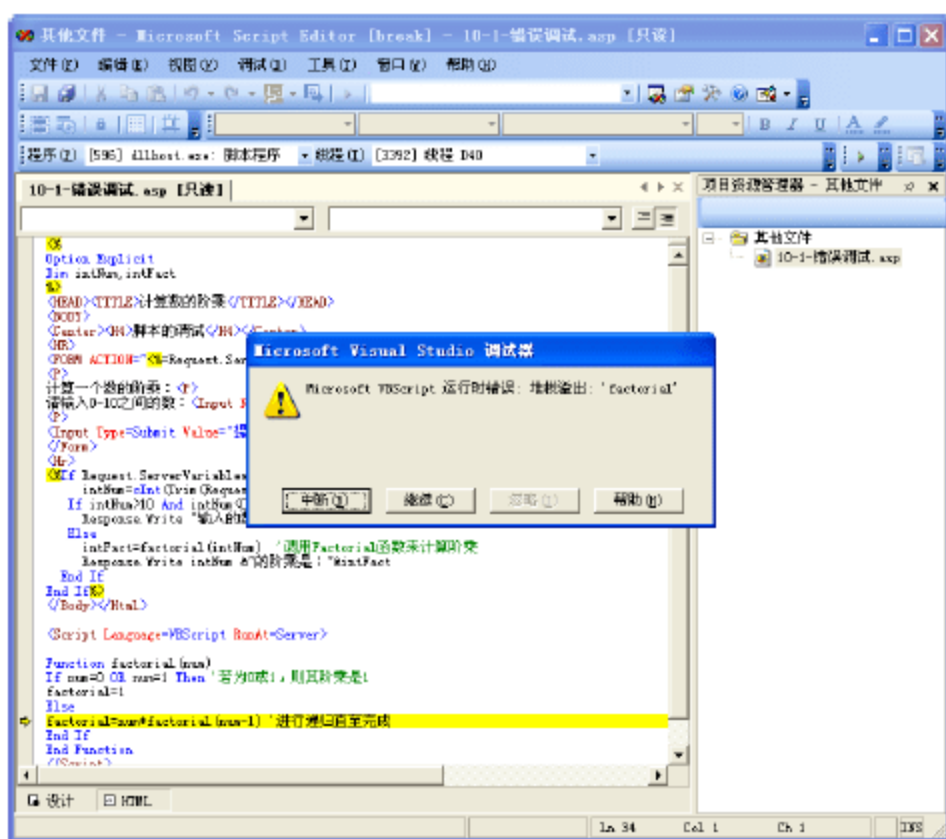 其他文件 - Microsoft Script Editor [break] - 10-1-错误调试.asp [只读]
文件(F) 编辑(E) 视图(V) 调试(D) 工具(T) 窗口(W) 帮助(H)
B I U A
程序(P) [596] dllhost.exe: 脚本程序 线程(T) [3392] 线程 D40
10-1-错误调试.asp [只读]
项目资源管理器 - 其他文件
其他文件
10-1-错误调试.asp
<%
Option Explicit
Dim intNum,intFact
%>
<HEAD><TITLE>计算数的阶乘</TITLE></HEAD>
<BODY>
<Center><H4>脚本的调试</H4></Center>
<HR>
<FORM ACTION="<%=Request.Ser
<P>
计算一个数的阶乘：<P>
请输入0-10之间的数：<Input
<P>
<Input Type=Submit Value="
</Form>
<Hr>
<%If Request.ServerVariables
intNum=cInt(Trim(Reques
If intNum>10 And intNum<
Response.Write "输入的
Else
intFact=factorial(intNum) '调用Factorial函数来计算阶乘
Response.Write intNum &"的阶乘是："&intFact
End If
End If%>
</Body></Html>
<Script Language=VBScript RunAt=Server>
Function factorial(num)
If num=0 OR num=1 Then '若为0或1，则其阶乘是1
factorial=1
Else
factorial=num*factorial(num-1) '进行递归直至完成
End If
End Function
</Script>
Microsoft Visual Studio 调试器
Microsoft VBScript 运行时错误: 堆栈溢出: 'factorial'
中断(B) 继续(C) 忽略(I) 帮助(H)
设计 HTML
Ln 34 Col 1 Ch 1 INS